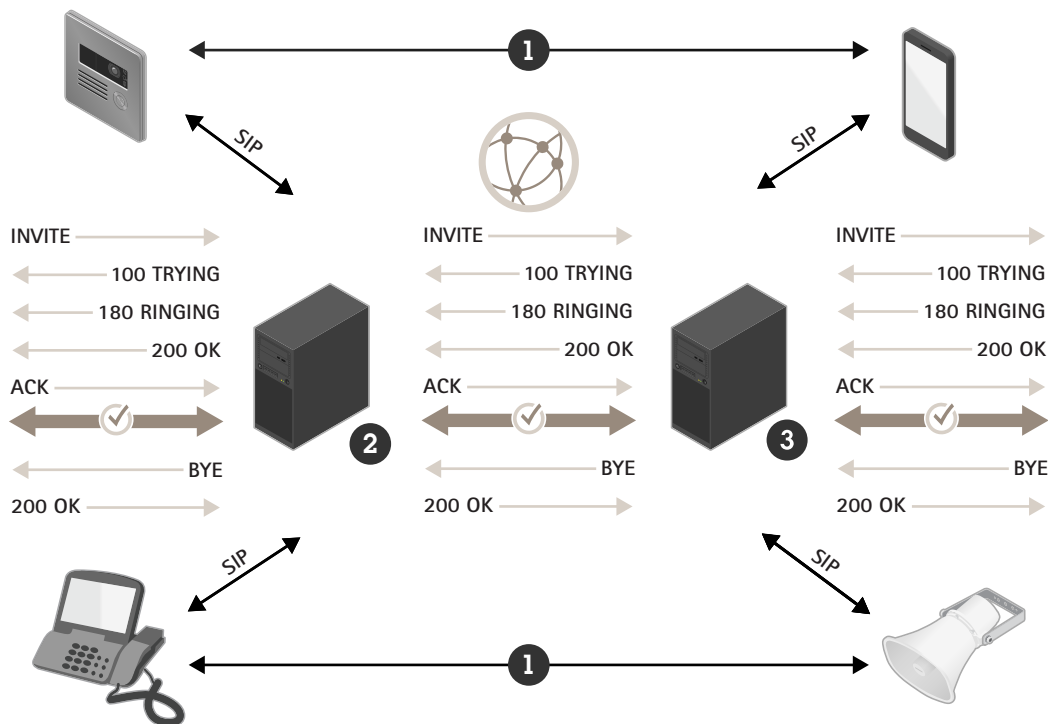 1
SIP
SIP
INVITE
100 TRYING
180 RINGING
200 OK
ACK
BYE
200 OK
2
INVITE
100 TRYING
180 RINGING
200 OK
ACK
BYE
200 OK
3
INVITE
100 TRYING
180 RINGING
200 OK
ACK
BYE
200 OK
SIP
SIP
1